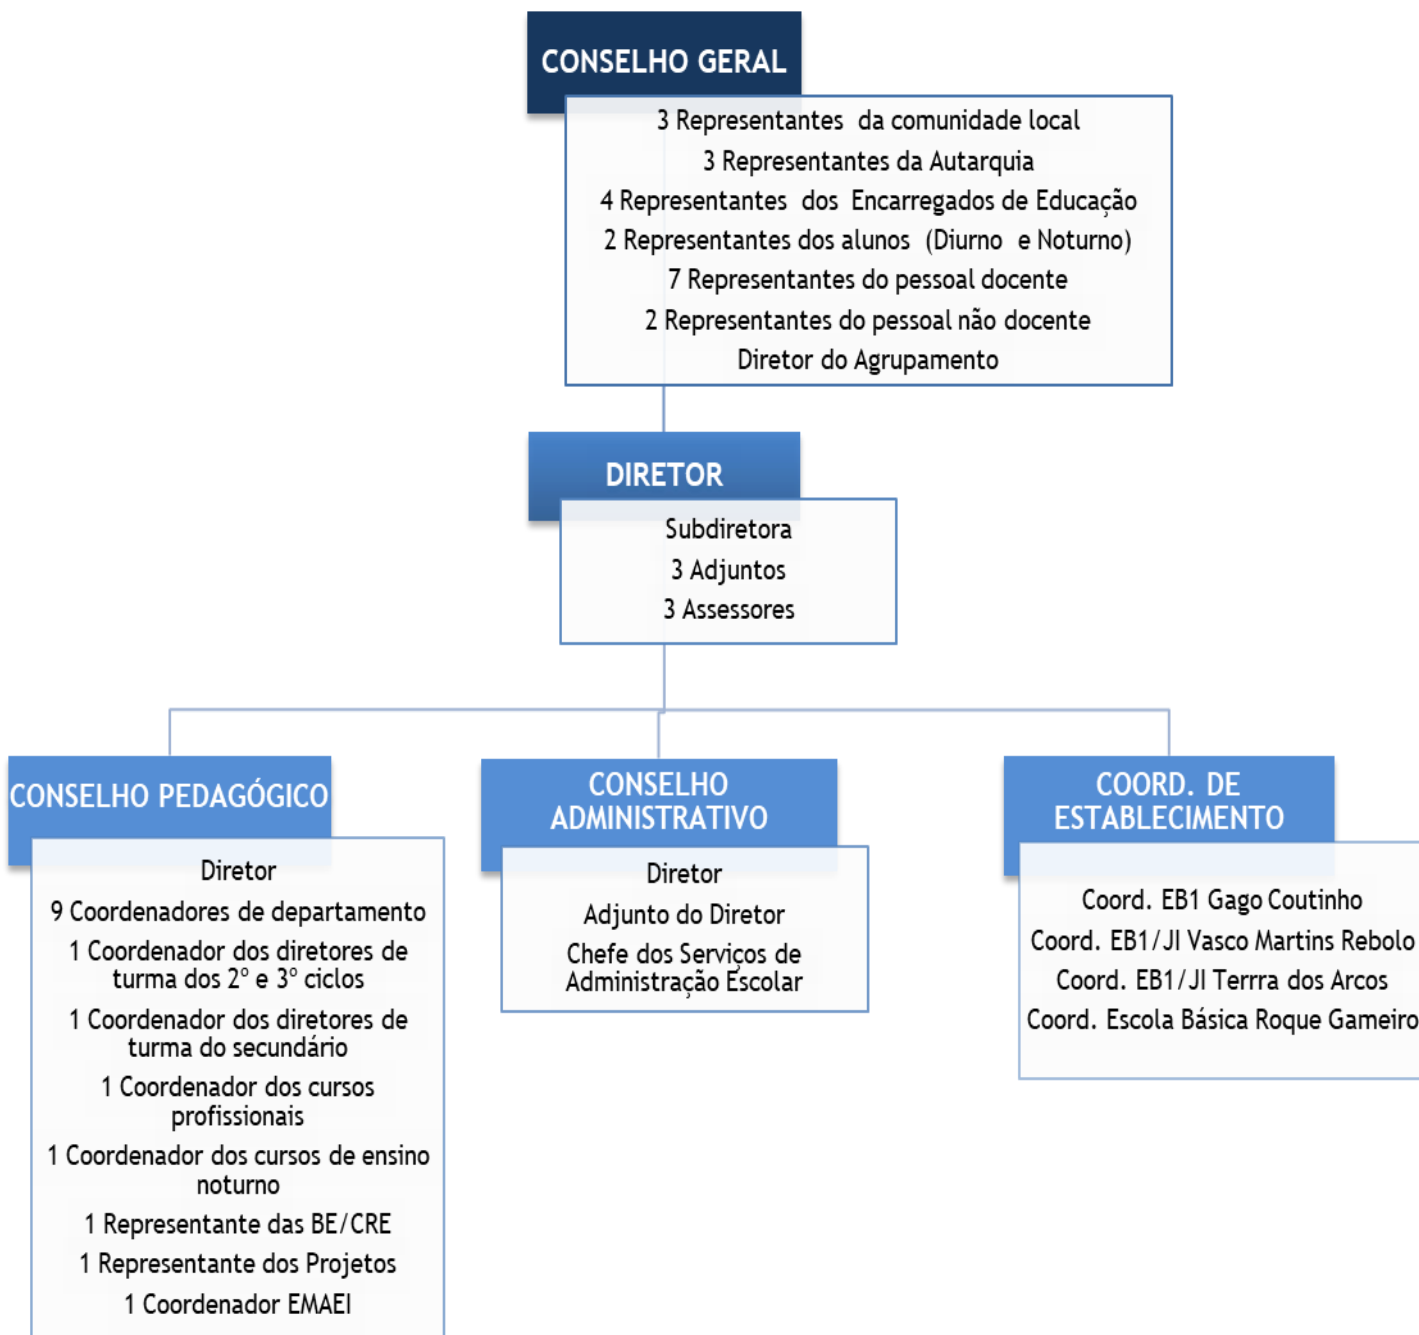 CONSELHO GERAL
3 Representantes da comunidade local
3 Representantes da Autarquia
4 Representantes dos Encarregados de Educação
2 Representantes dos alunos (Diurno e Noturno)
7 Representantes do pessoal docente
2 Representantes do pessoal não docente
Diretor do Agrupamento
DIRETOR
Subdiretora
3 Adjuntos
3 Assessores
CONSELHO PEDAGÓGICO
Diretor
9 Coordenadores de departamento
1 Coordenador dos diretores de
turma dos 2º e 3º ciclos
1 Coordenador dos diretores de
turma do secundário
1 Coordenador dos cursos
profissionais
1 Coordenador dos cursos de ensino
noturno
1 Representante das BE/CRE
1 Representante dos Projetos
1 Coordenador EMAEI
CONSELHO
ADMINISTRATIVO
Diretor
Adjunto do Diretor
Chefe dos Serviços de
Administração Escolar
COORD. DE
ESTABLECIMENTO
Coord. EB1 Gago Coutinho
Coord. EB1/JI Vasco Martins Rebolo
Coord. EB1/JI Terrra dos Arcos
Coord. Escola Básica Roque Gameiro